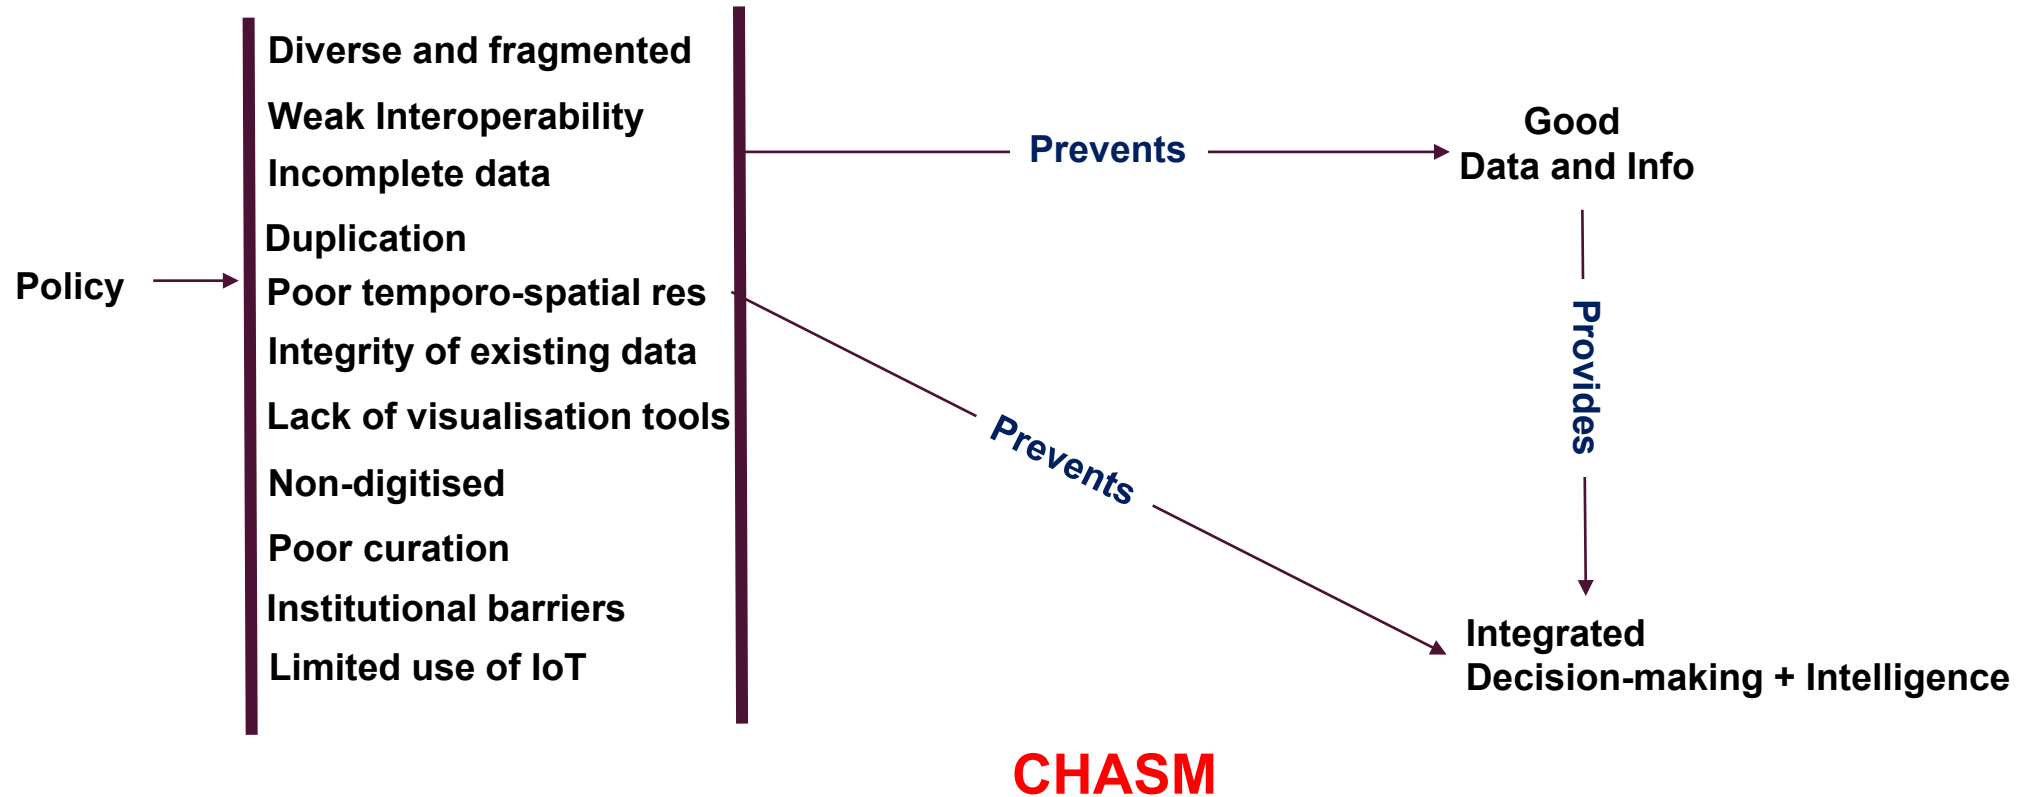 Policy
Diverse and fragmented
Weak Interoperability
Incomplete data
Duplication
Poor temporo-spatial res
Integrity of existing data
Lack of visualisation tools
Non-digitised
Poor curation
Institutional barriers
Limited use of IoT
Prevents
Prevents
Good
Data and Info
Provides
Integrated
Decision-making + Intelligence
CHASM